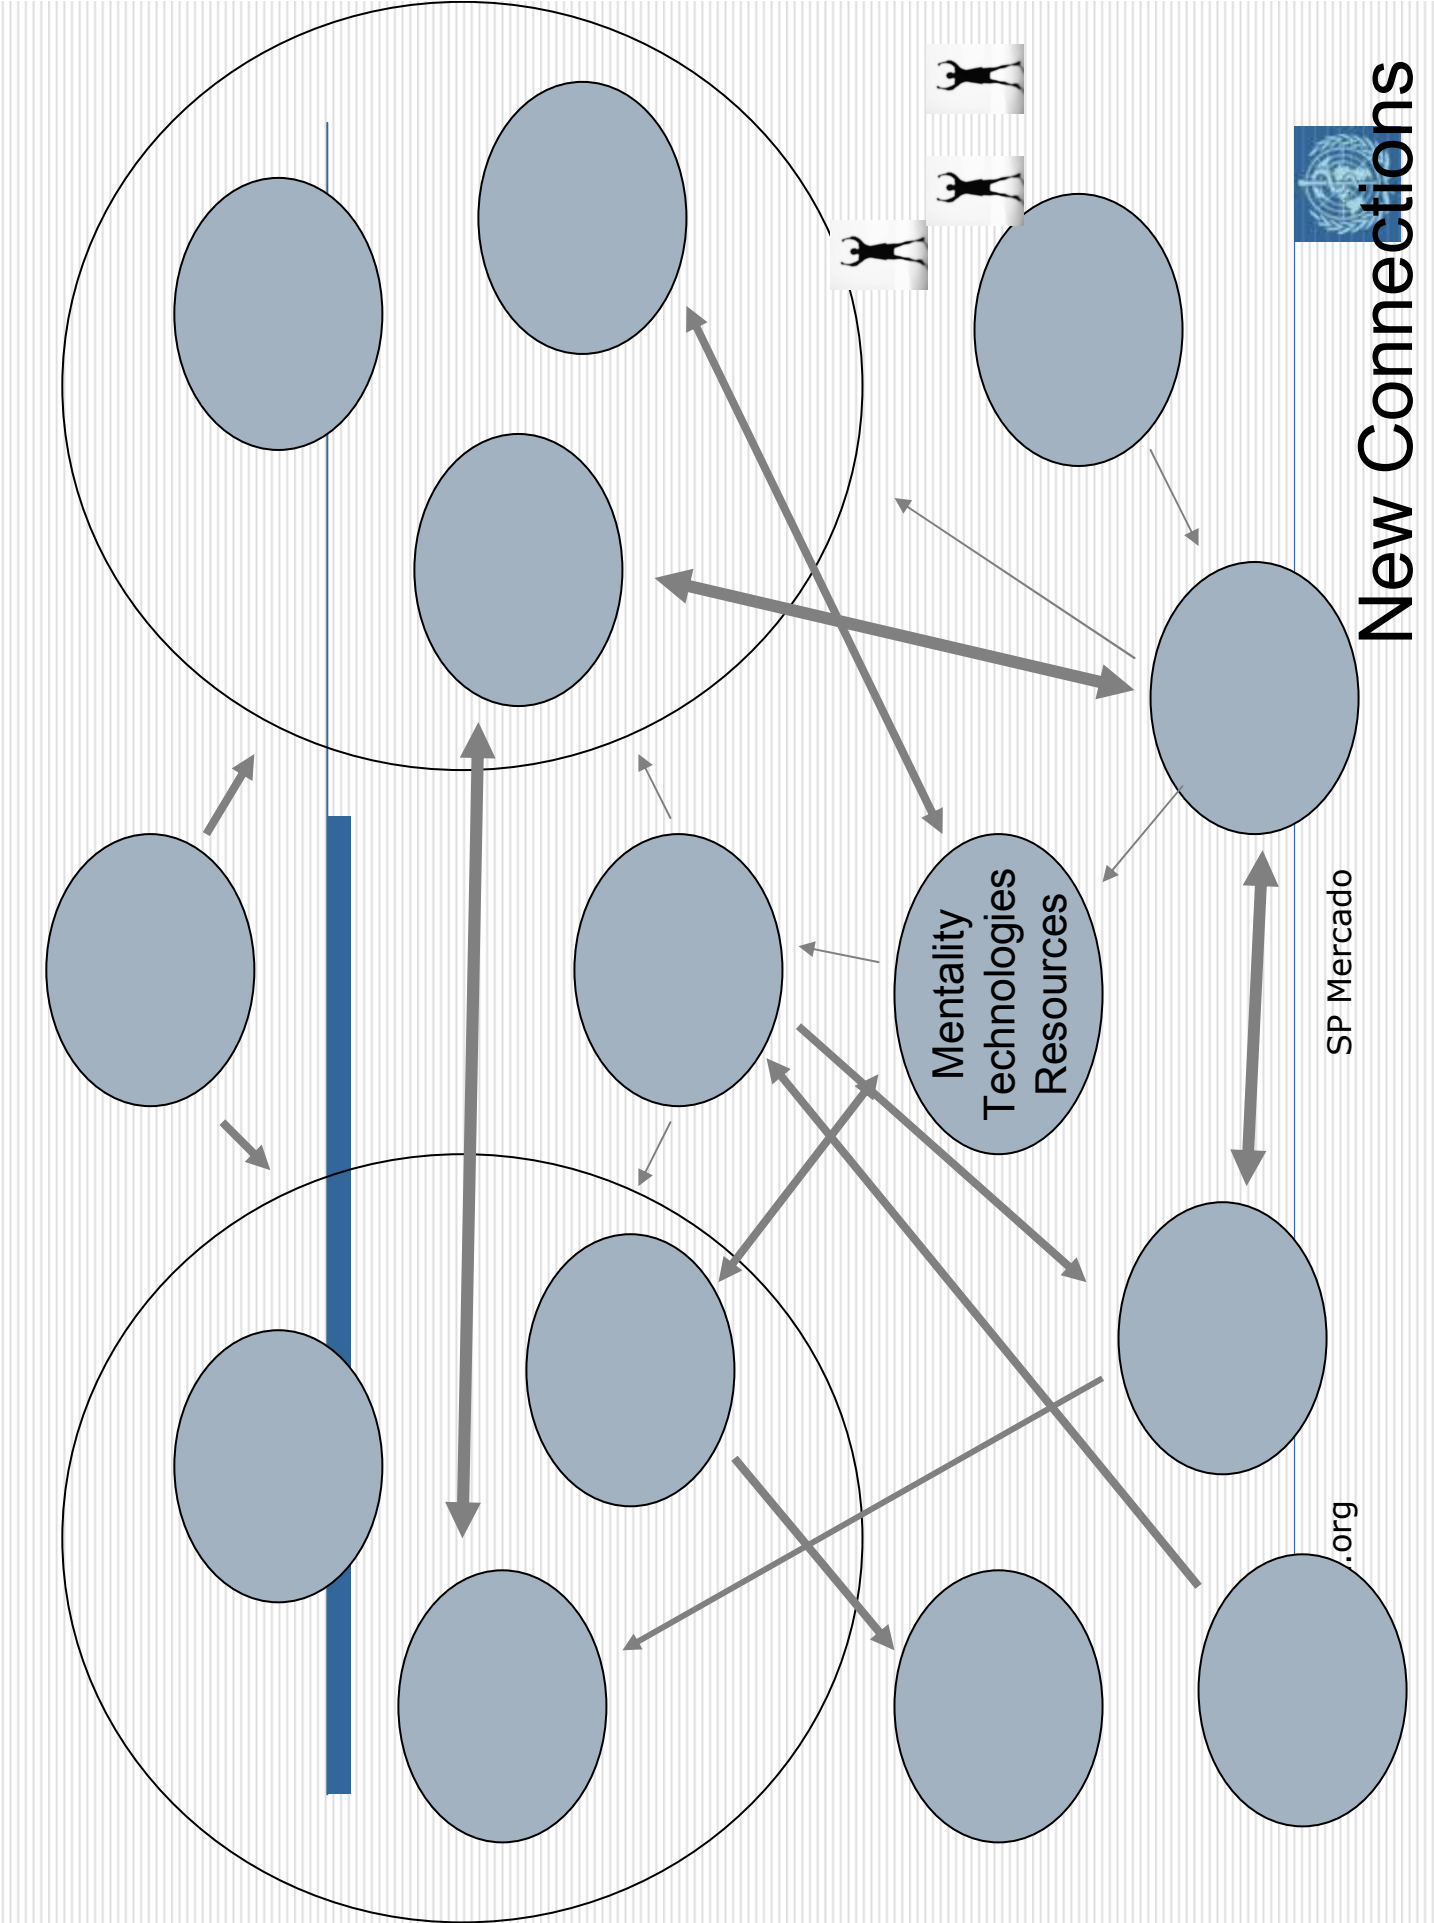 Mentality
Technologies
Resources
.org
SP Mercado
New Connections